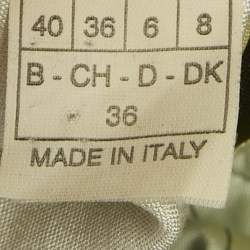 40 36 6 8
B - CH - D - DK
36
MADE IN ITALY